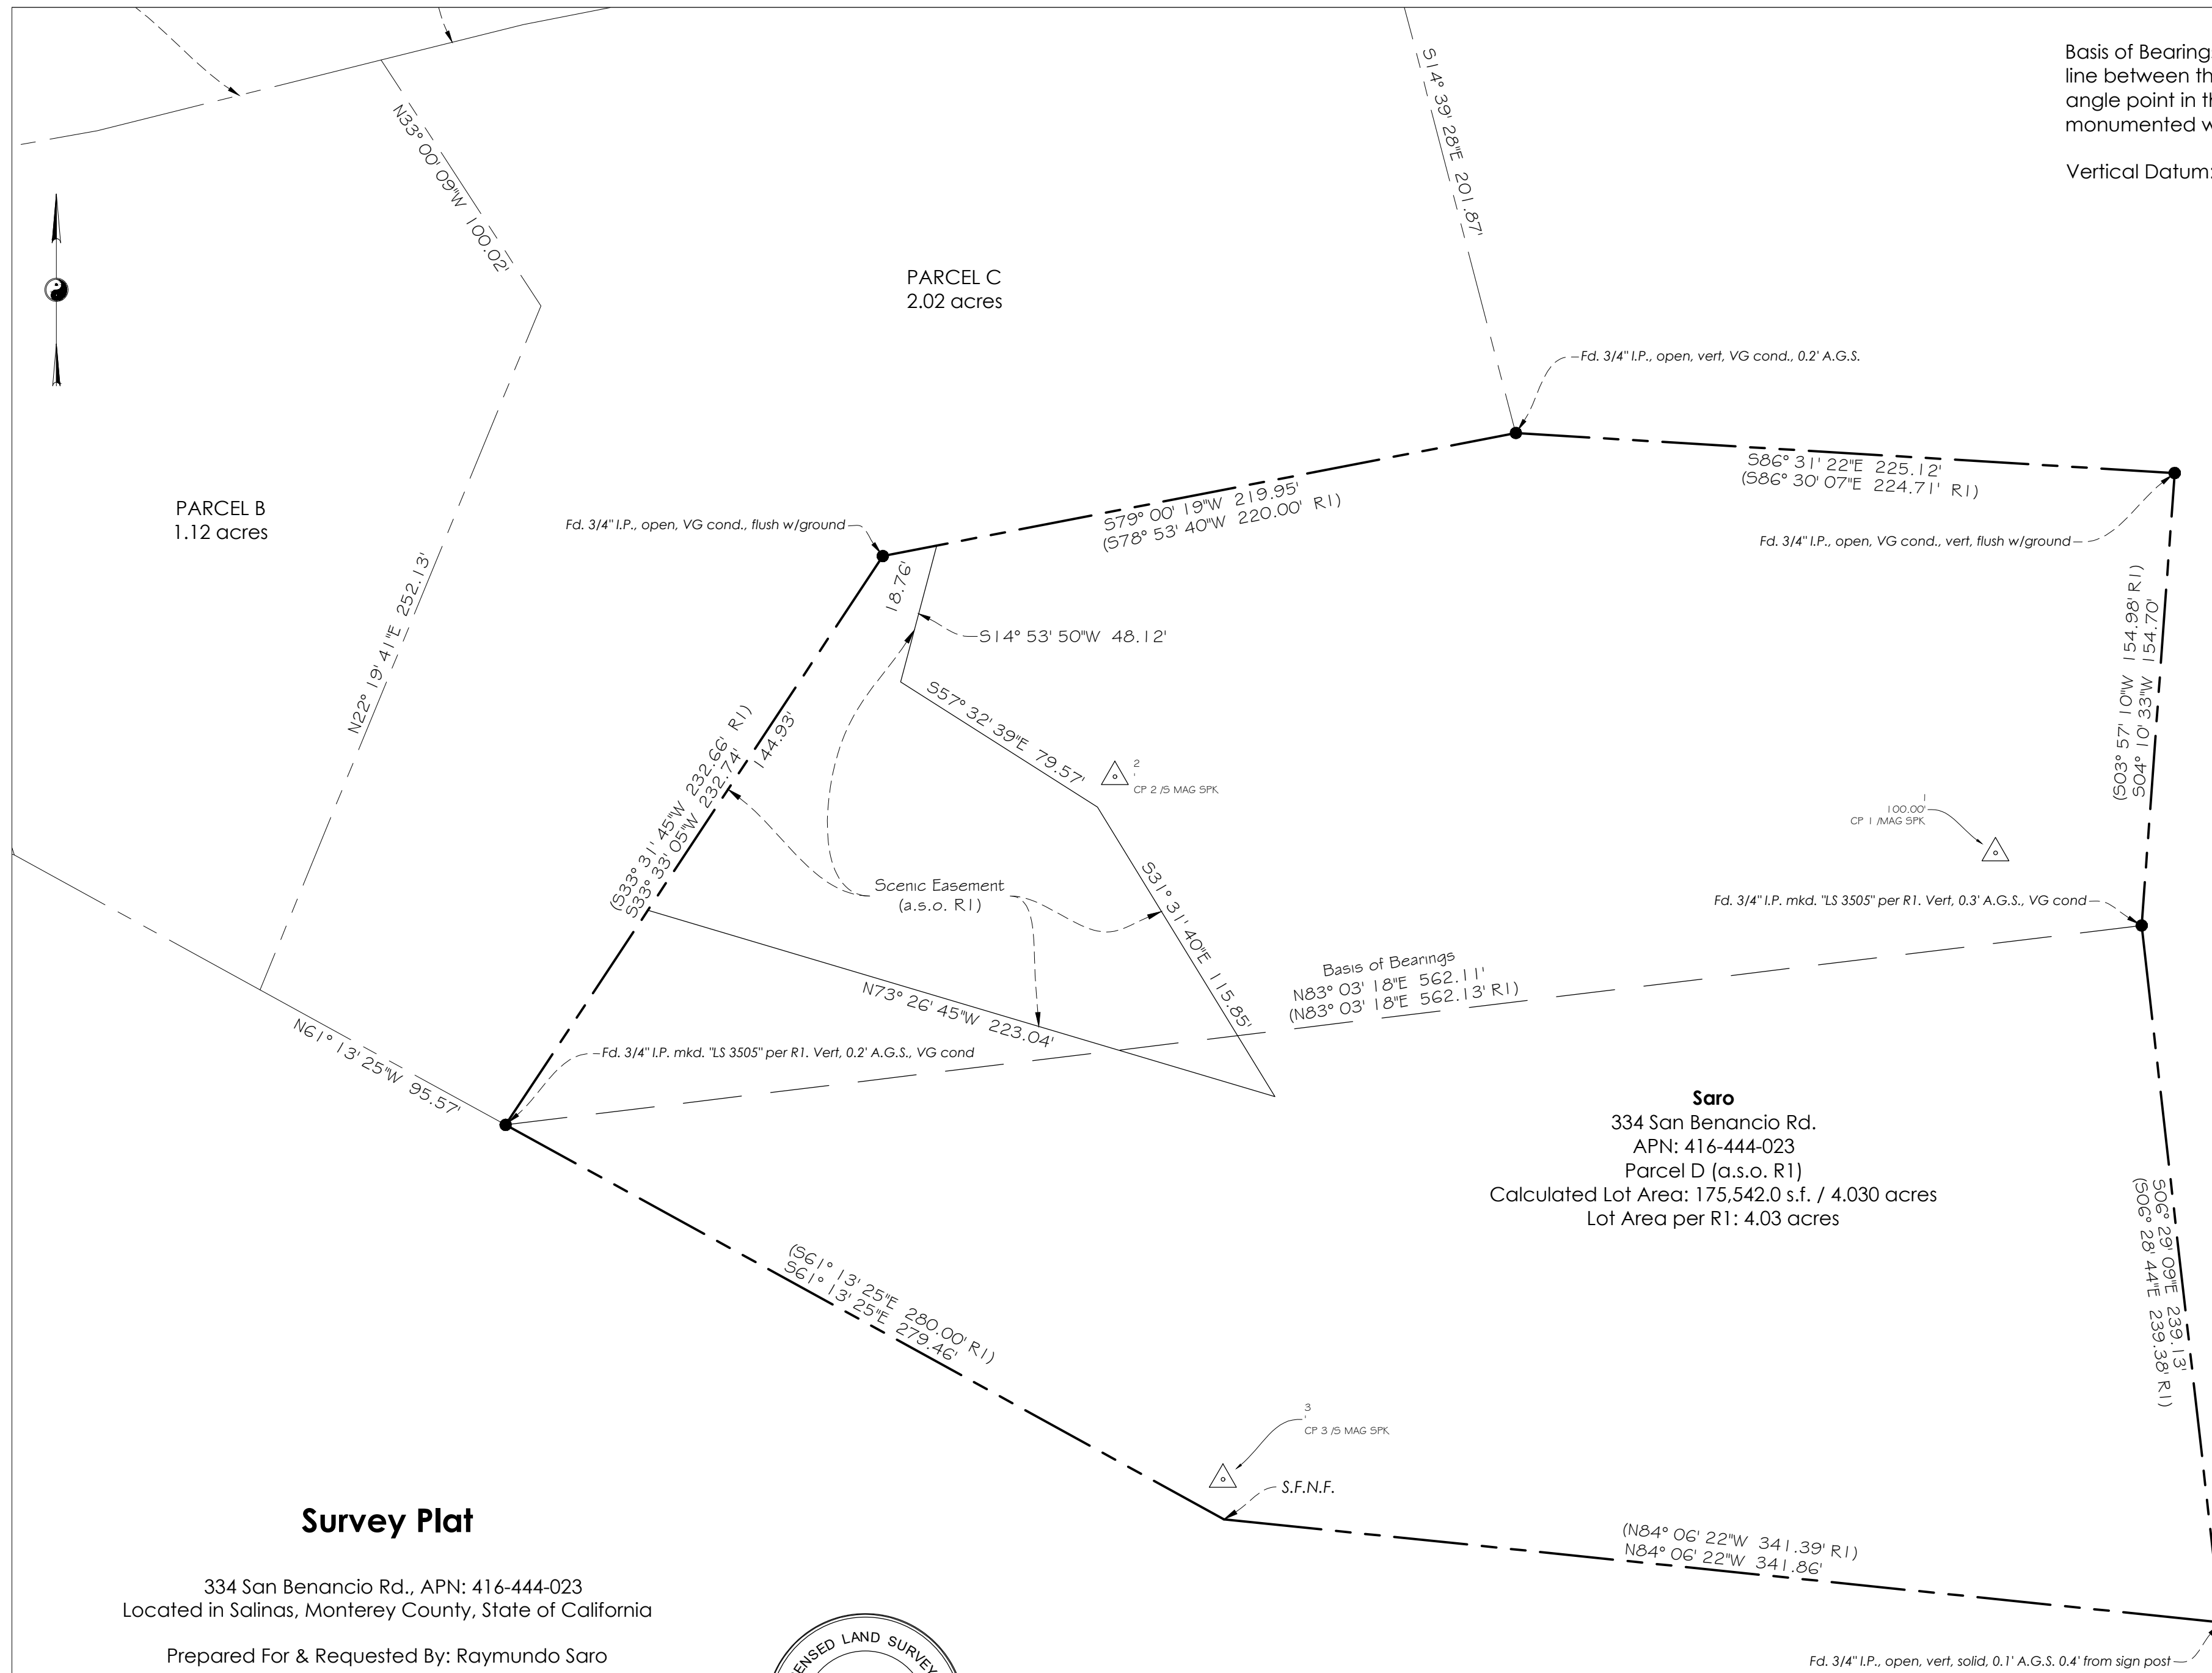 Basis of Bearing
line between th
angle point in th
monumented w
Vertical Datum:
N33° 00' 09"W 100.02'
S14° 39' 28"E 201.87'
PARCEL C
2.02 acres
Fd. 3/4" I.P., open, vert, VG cond., 0.2' A.G.S.
S86° 31' 22"E 225.12'
(S86° 30' 07"E 224.71' R1)
S79° 00' 19"W 219.95'
(S78° 53' 40"W 220.00' R1)
PARCEL B
1.12 acres
Fd. 3/4" I.P., open, VG cond., flush w/ground
Fd. 3/4" I.P., open, VG cond., vert, flush w/ground
N22° 19' 41"E 252.13'
18.76'
S14° 53' 50"W 48.12'
(S03° 57' 10"W 154.98' R1)
S04° 10' 33"W 154.70'
S57° 32' 39"E 79.57'
(S33° 31' 45"W 232.66' R1)
S33° 33' 05"W 232.74'
144.93'
2
'
CP 2 /5 MAG SPK
1
100.00'
CP 1 /MAG SPK
Scenic Easement
(a.s.o. R1)
S31° 31' 40"E 115.85'
Fd. 3/4" I.P. mkd. "LS 3505" per R1. Vert, 0.3' A.G.S., VG cond
Basis of Bearings
N83° 03' 18"E 562.11'
(N83° 03' 18"E 562.13' R1)
N73° 26' 45"W 223.04'
N61° 13' 25"W 95.57'
Fd. 3/4" I.P. mkd. "LS 3505" per R1. Vert, 0.2' A.G.S., VG cond
Saro
334 San Benancio Rd.
APN: 416-444-023
Parcel D (a.s.o. R1)
Calculated Lot Area: 175,542.0 s.f. / 4.030 acres
Lot Area per R1: 4.03 acres
S06° 29' 09"E 239.13'
(S06° 28' 44"E 239.38' R1)
(S61° 13' 25"E 280.00' R1)
S61° 13' 25"E 279.46'
3
'
CP 3 /5 MAG SPK
S.F.N.F.
(N84° 06' 22"W 341.39' R1)
N84° 06' 22"W 341.86'
Survey Plat
334 San Benancio Rd., APN: 416-444-023
Located in Salinas, Monterey County, State of California
Prepared For & Requested By: Raymundo Saro
ENSED LAND SURVEY
Fd. 3/4" I.P., open, vert, solid, 0.1' A.G.S. 0.4' from sign post